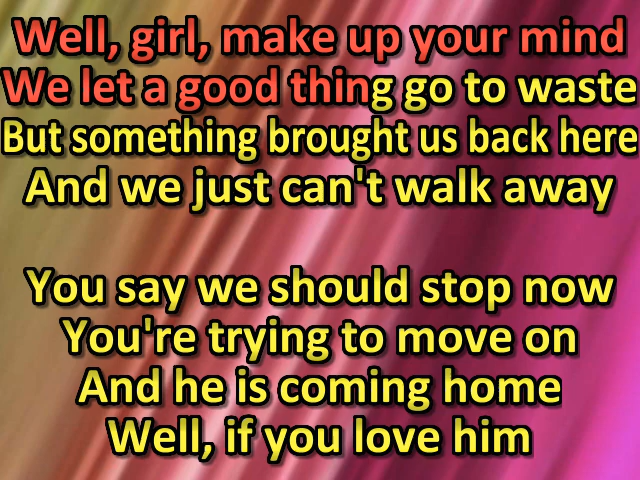 Well, girl, make up your mind
We let a good thing go to waste
But something brought us back here
And we just can't walk away
You say we should stop now
You're trying to move on
And he is coming home
Well, if you love him